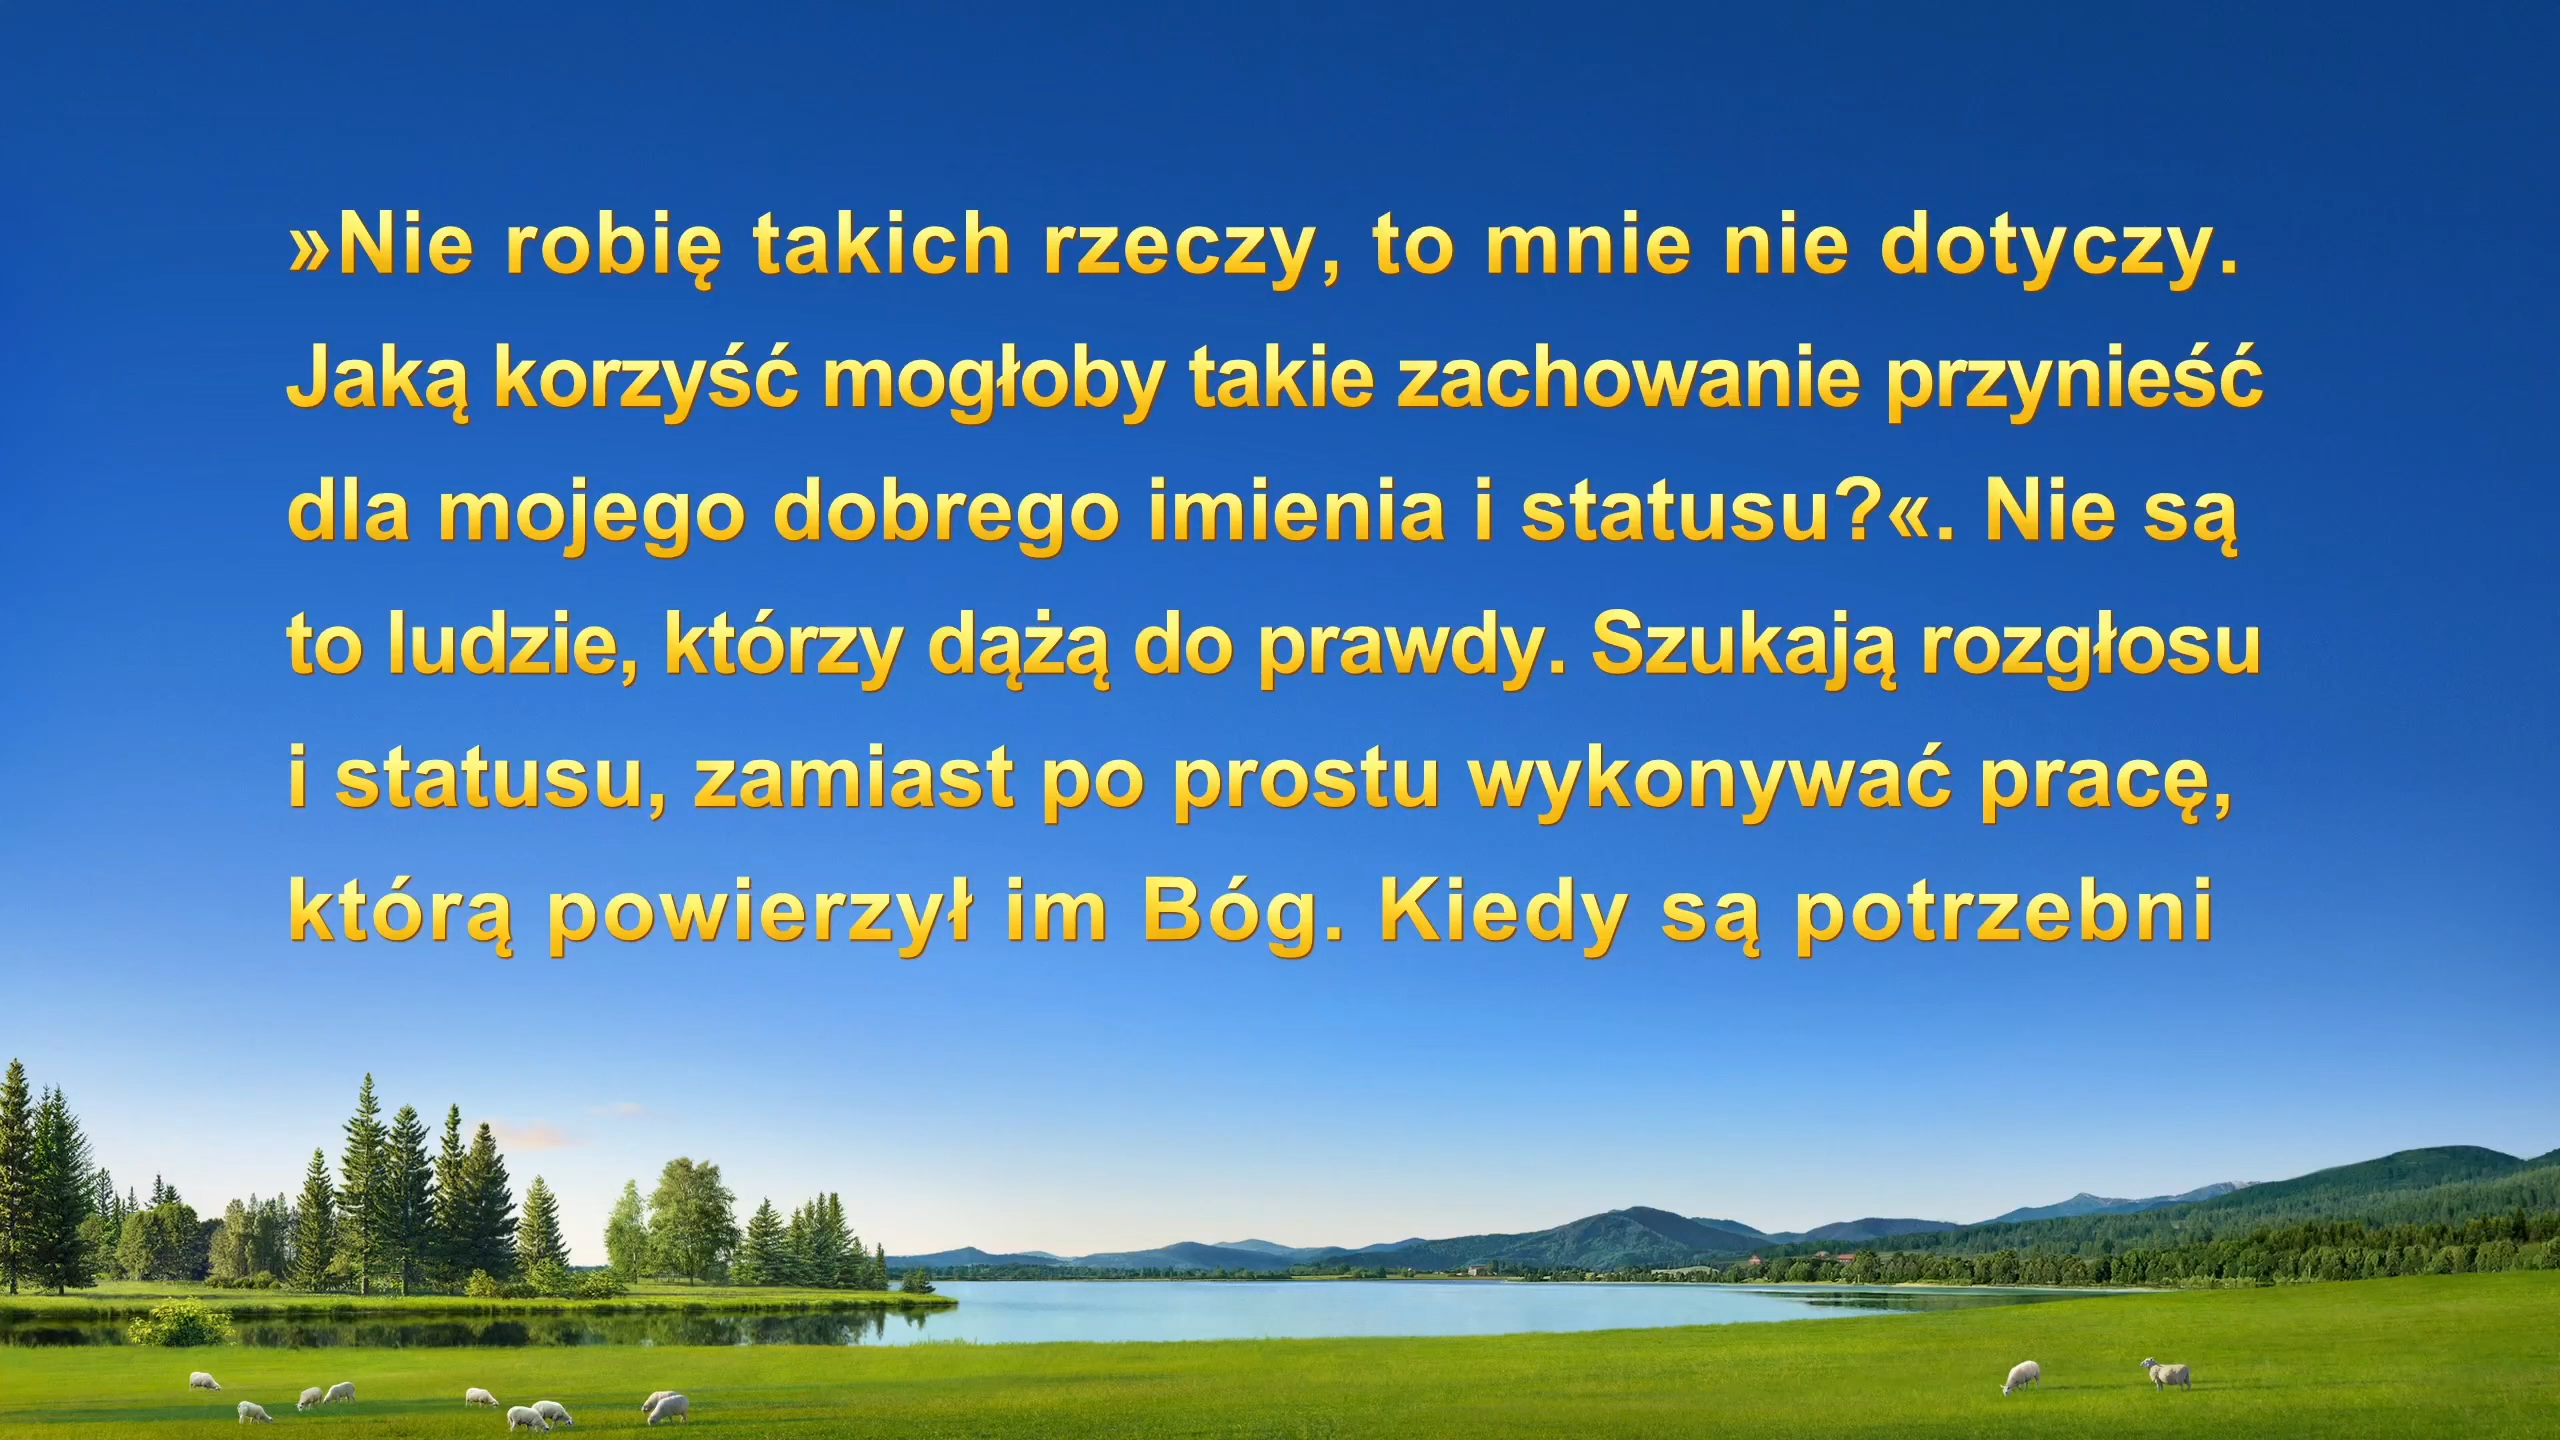 »Nie robię takich rzeczy, to mnie nie dotyczy.
Jaką korzyść mogłoby takie zachowanie przynieść
dla mojego dobrego imienia i statusu?«. Nie są
to ludzie, którzy dążą do prawdy. Szukają rozgłosu
i statusu, zamiast po prostu wykonywać pracę,
którą powierzył im Bóg. Kiedy są potrzebni